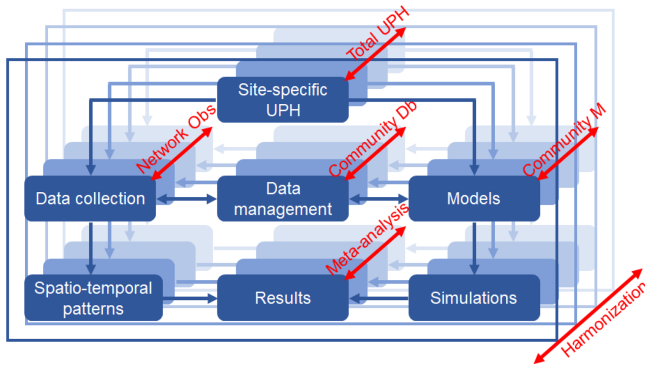 Total UPH
Site-specific
UPH
Network Obs
Community Db
Community M
Data collection
Data
management
Models
Meta-analysis
Spatio-temporal
patterns
Results
Simulations
Harmonization